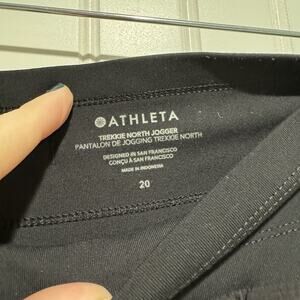 ATHLETA
TREKKIE NORTH JOGGER
PANTALON DE JOGGING TREKKIE NORTH
DESIGNED IN SAN FRANCISCO
CONÇU À SAN FRANCISCO
MADE IN INDONESIA
20